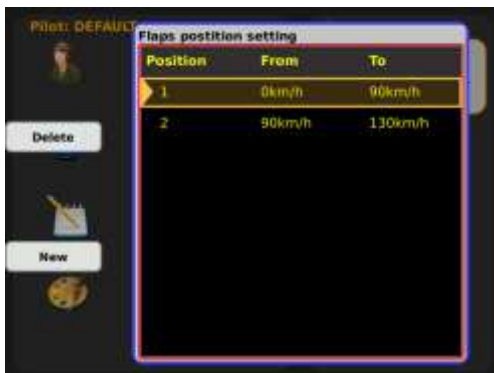 Pilot: DEFAULT
Flaps postition setting
Position From To
1 0km/h 90km/h
2 90km/h 130km/h
Delete
New